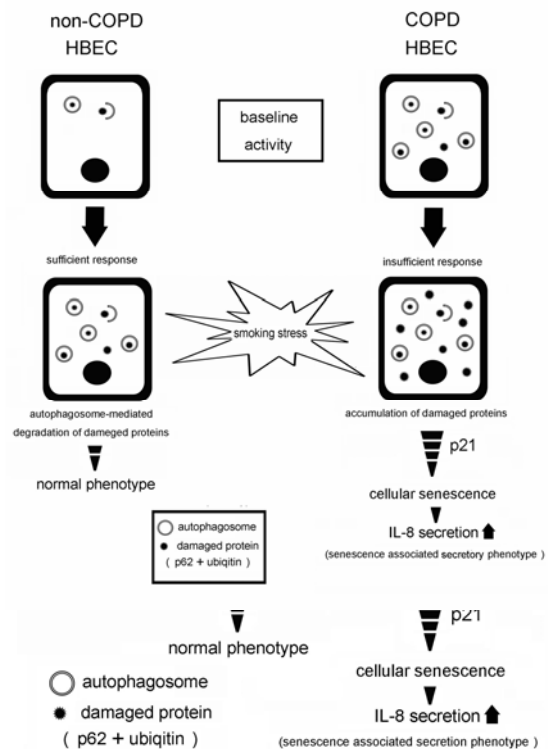 non-COPD
HBEC
COPD
HBEC
baseline
activity
sufficient response
insufficient response
smoking stress
autophagosome-mediated
degradation of dameged proteins
normal phenotype
accumulation of damaged proteins
p21
cellular senescence
IL-8 secretion
(senescence associated secretory phenotype)
autophagosome
damaged protein
( p62 + ubiqitin )
p21
normal phenotype
cellular senescence
autophagosome
damaged protein
( p62 + ubiqitin )
IL-8 secretion
(senescence associated secretion phenotype)